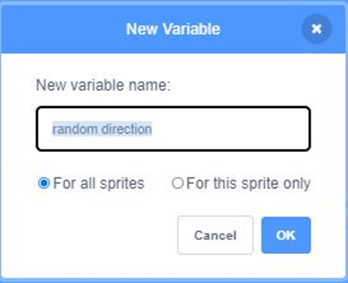 New Variable
New variable name:
random direction
For all sprites For this sprite only
Cancel OK